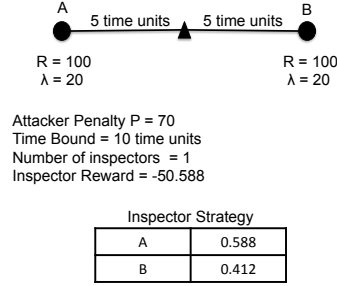 A B
5 time units 5 time units
R = 100 R = 100
λ = 20 λ = 20
Attacker Penalty P = 70
Time Bound = 10 time units
Number of inspectors = 1
Inspector Reward = -50.588
Inspector Strategy
A 0.588
B 0.412